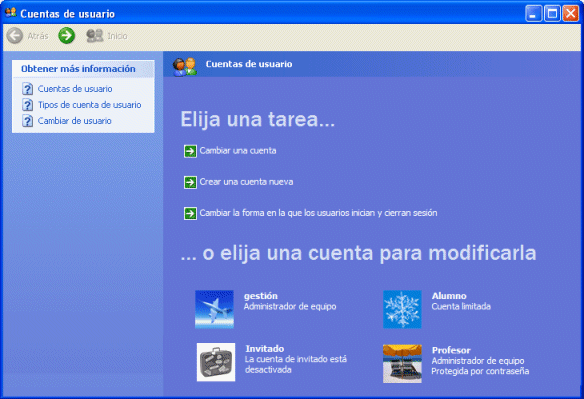 Cuentas de usuario
Atrás
Inicio
Obtener más información
Cuentas de usuario
Tipos de cuenta de usuario
Cambiar de usuario
Cuentas de usuario
Elija una tarea...
Cambiar una cuenta
Crear una cuenta nueva
Cambiar la forma en la que los usuarios inician y cierran sesión
... o elija una cuenta para modificarla
gestión
Administrador de equipo
Alumno
Cuenta limitada
Invitado
La cuenta de invitado está
desactivada
Profesor
Administrador de equipo
Protegida por contraseña